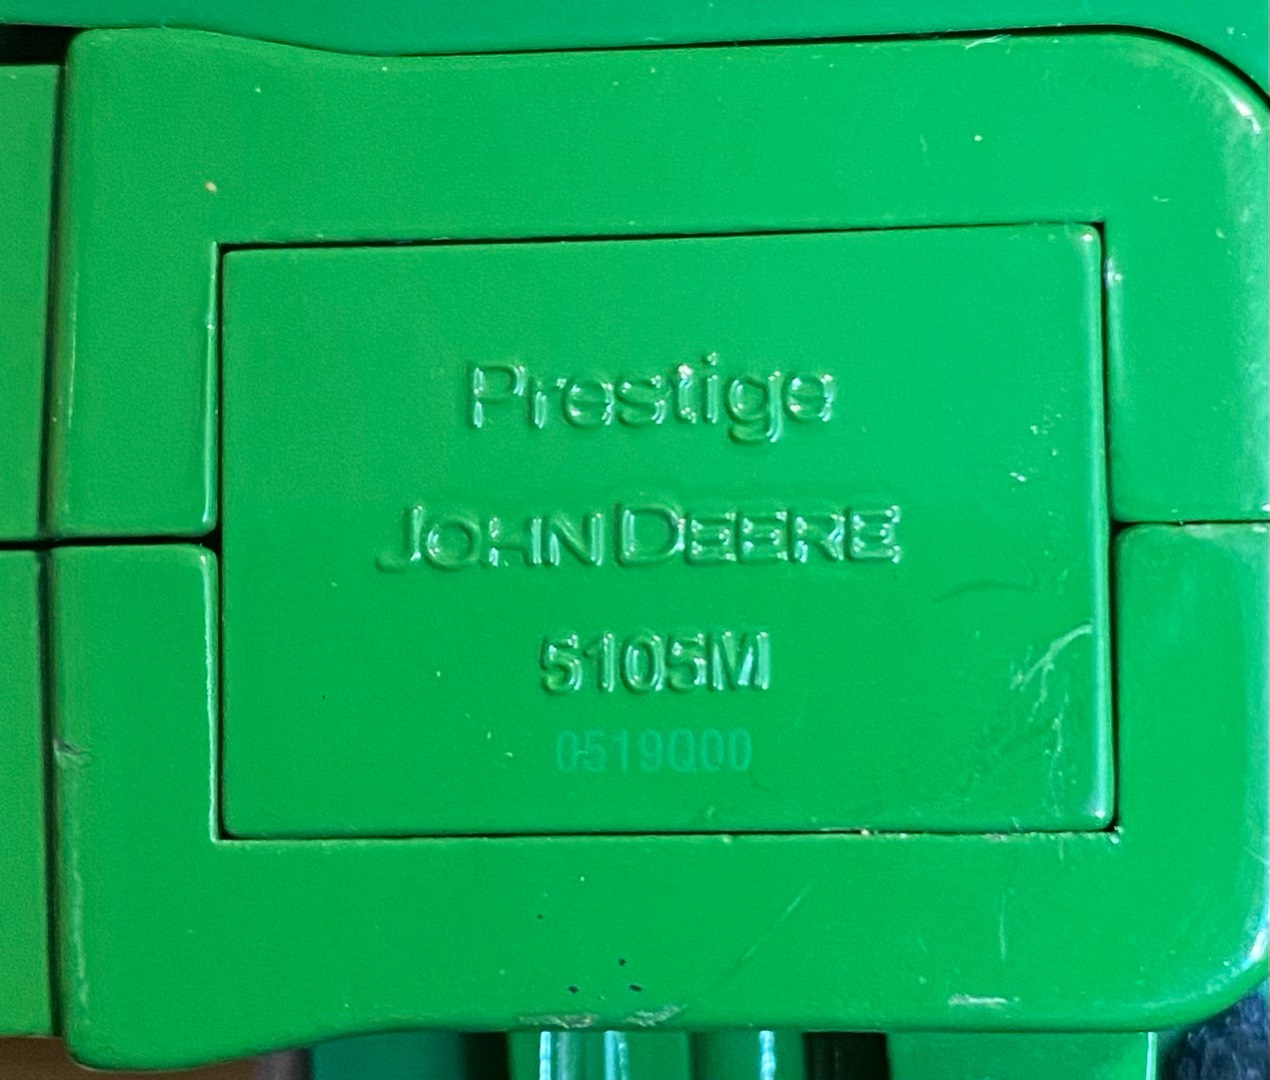 Prestige
JOHN DEERE
5105M
0519Q00